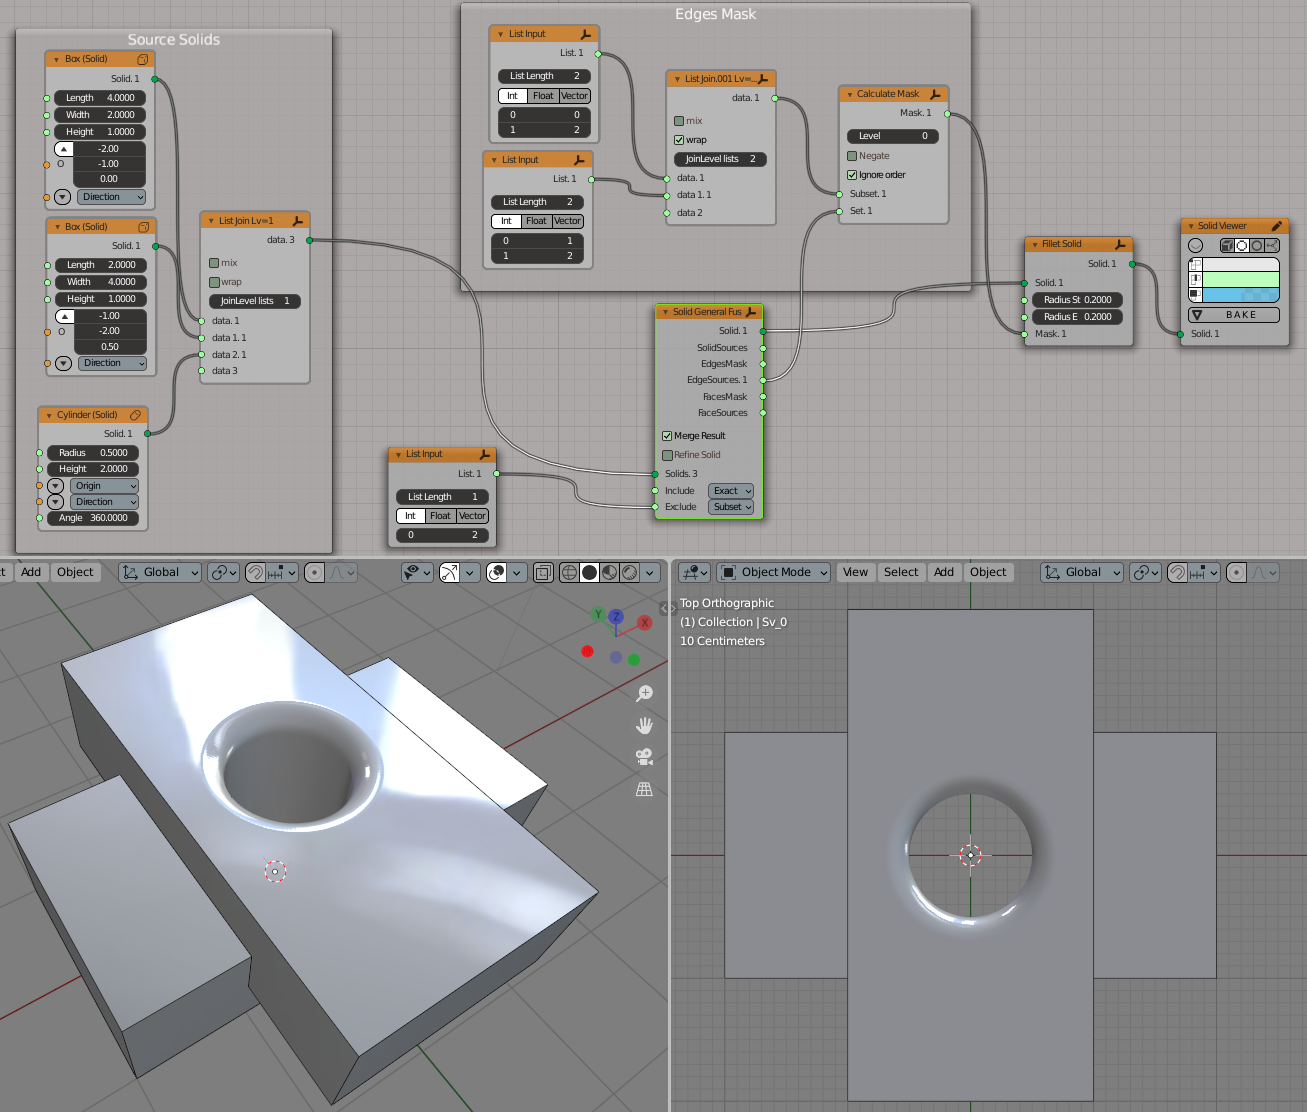 Source Solids
Box (Solid)
Solid. 1
Length 4.0000
Width 2.0000
Height 1.0000
-2.00
O -1.00
0.00
Direction
Box (Solid)
Solid. 1
Length 2.0000
Width 4.0000
Height 1.0000
-1.00
O -2.00
0.50
Direction
Cylinder (Solid)
Solid. 1
Radius 0.5000
Height 2.0000
Origin
Direction
Angle 360.0000
List Join Lv=1
data. 3
mix
wrap
JoinLevel lists 1
data. 1
data 1. 1
data 2. 1
data 3
Edges Mask
List Input
List. 1
List Length 2
Int Float Vector
0 0
1 2
List Input
List. 1
List Length 2
Int Float Vector
0 1
1 2
List Join.001 Lv=...
data. 1
mix
wrap
JoinLevel lists 2
data. 1
data 1. 1
data 2
Calculate Mask
Mask. 1
Level 0
Negate
Ignore order
Subset. 1
Set. 1
List Input
List. 1
List Length 1
Int Float Vector
0 2
Solid General Fus
Solid. 1
SolidSources
EdgesMask
EdgeSources. 1
FacesMask
FaceSources
Merge Result
Refine Solid
Solids. 3
Include Exact
Exclude Subset
Fillet Solid
Solid. 1
Solid. 1
Radius St 0.2000
Radius E 0.2000
Mask. 1
Solid Viewer
BAKE
Solid. 1
ct Add Object Global
Y Z X
Object Mode View Select Add Object Global
Top Orthographic
(1) Collection | Sv_0
10 Centimeters